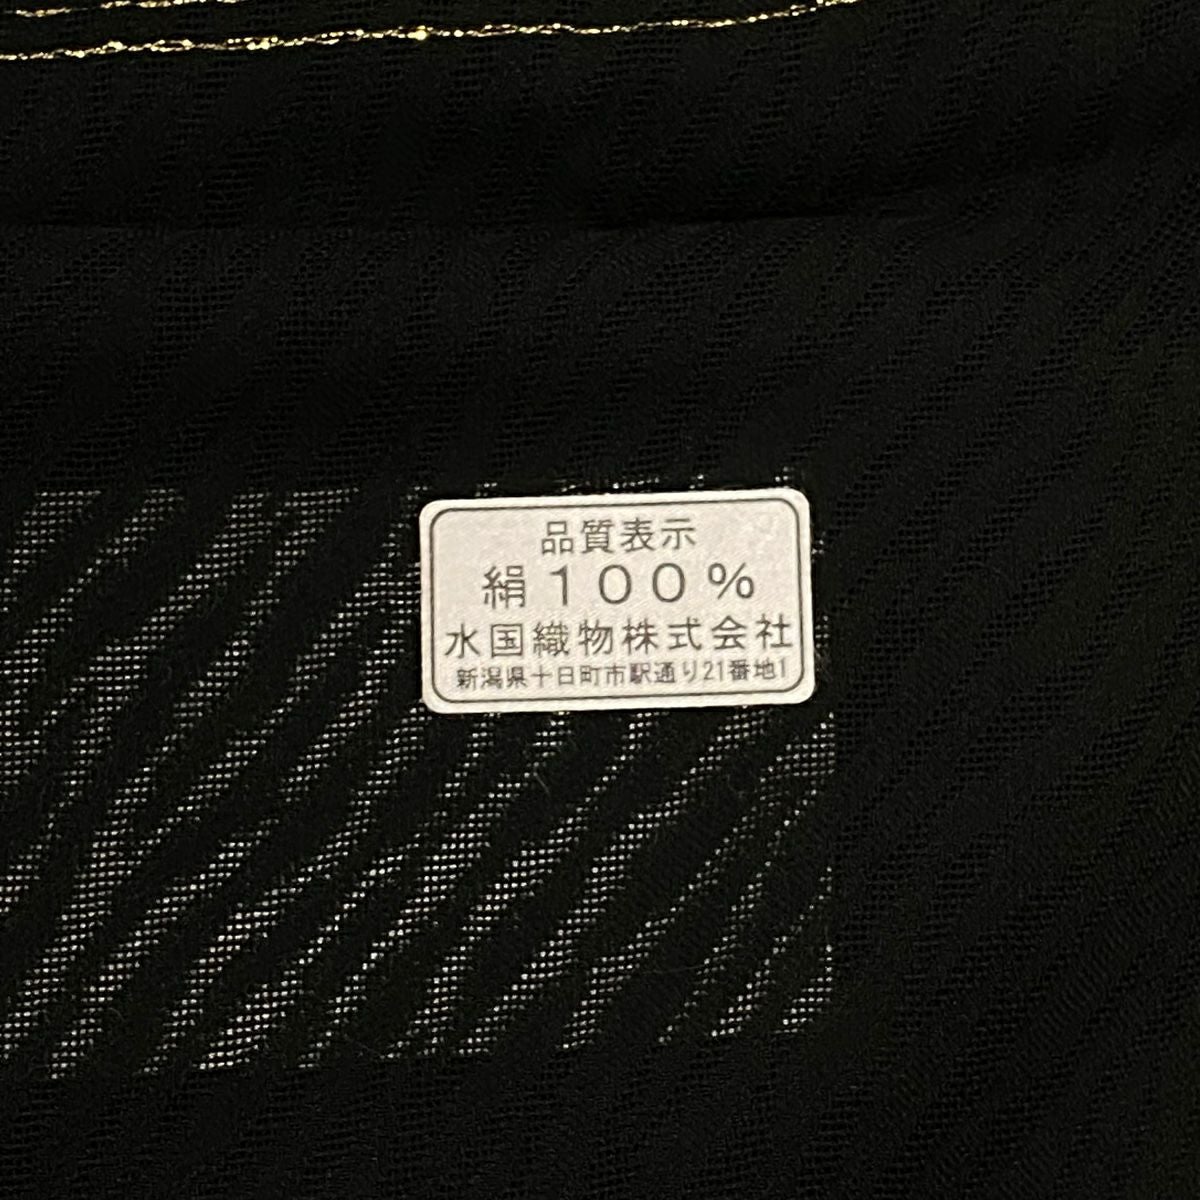 品質表示
絹１００％
水国織物株式会社
新潟県十日町市駅通り21番地1